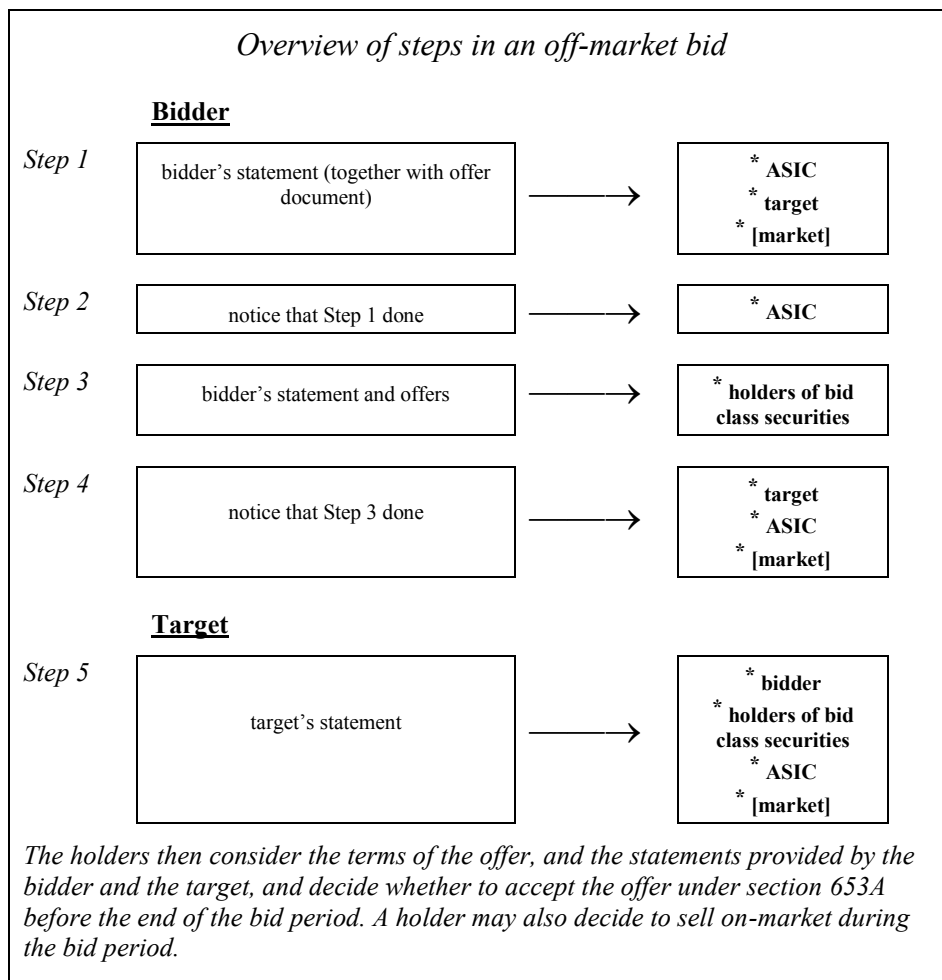 Overview of steps in an off-market bid
Bidder
Step 1
bidder’s statement (together with offer
document)
* ASIC
* target
* [market]
Step 2
notice that Step 1 done
* ASIC
Step 3
bidder’s statement and offers
* holders of bid
class securities
Step 4
notice that Step 3 done
* target
* ASIC
* [market]
Target
Step 5
target’s statement
* bidder
* holders of bid
class securities
* ASIC
* [market]
The holders then consider the terms of the offer, and the statements provided by the
bidder and the target, and decide whether to accept the offer under section 653A
before the end of the bid period. A holder may also decide to sell on-market during
the bid period.